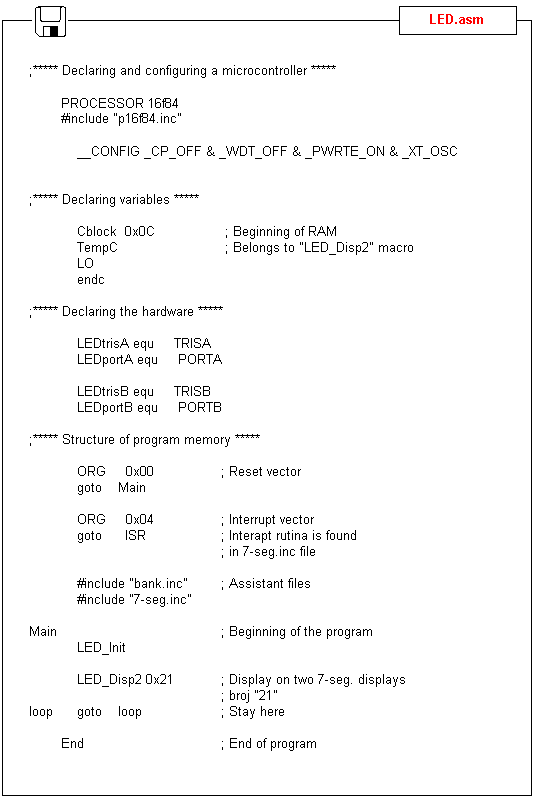 LED.asm
;***** Declaring and configuring a microcontroller *****
PROCESSOR 16f84
#include "p16f84.inc"
__CONFIG _CP_OFF & _WDT_OFF & _PWRTE_ON & _XT_OSC
;***** Declaring variables *****
Cblock 0x0C ; Beginning of RAM
TempC ; Belongs to "LED_Disp2" macro
LO
endc
;***** Declaring the hardware *****
LEDtrisA equ TRISA
LEDportA equ PORTA
LEDtrisB equ TRISB
LEDportB equ PORTB
;***** Structure of program memory *****
ORG 0x00 ; Reset vector
goto Main
ORG 0x04 ; Interrupt vector
goto ISR ; Interapt rutina is found
; in 7-seg.inc file
#include "bank.inc" ; Assistant files
#include "7-seg.inc"
Main ; Beginning of the program
LED_Init
LED_Disp2 0x21 ; Display on two 7-seg. displays
; broj "21"
loop goto loop ; Stay here
End ; End of program